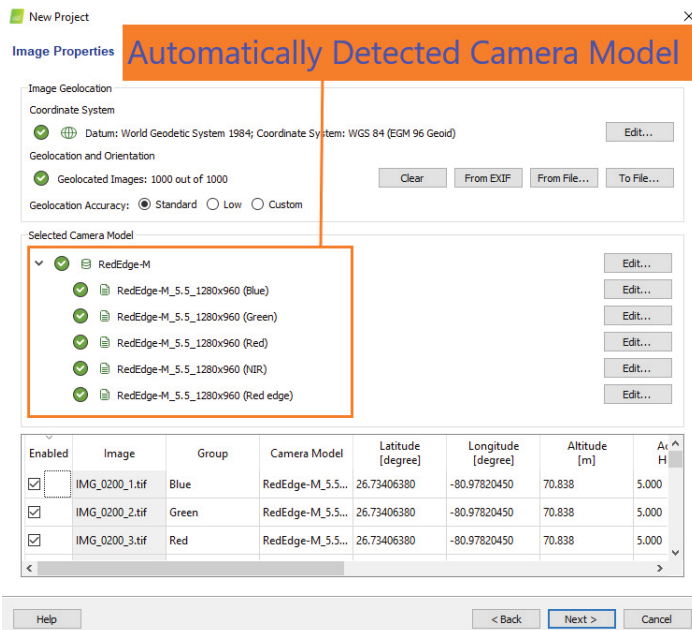 New Project
Image Properties
Automatically Detected Camera Model
Image Geolocation
Coordinate System
Datum: World Geodetic System 1984; Coordinate System: WGS 84 (EGM 96 Geoid)
Edit...
Geolocation and Orientation
Geolocated Images: 1000 out of 1000
Clear
From EXIF
From File...
To File...
Geolocation Accuracy:
Standard
Low
Custom
Selected Camera Model
RedEdge-M
Edit...
RedEdge-M_5.5_1280x960 (Blue)
Edit...
RedEdge-M_5.5_1280x960 (Green)
Edit...
RedEdge-M_5.5_1280x960 (Red)
Edit...
RedEdge-M_5.5_1280x960 (NIR)
Edit...
RedEdge-M_5.5_1280x960 (Red edge)
Edit...
Enabled Image Group Camera Model Latitude [degree] Longitude [degree] Altitude [m]
IMG_0200_1.tif Blue RedEdge-M_5.5... 26.73406380 -80.97820450 70.838 5.000
IMG_0200_2.tif Green RedEdge-M_5.5... 26.73406380 -80.97820450 70.838 5.000
IMG_0200_3.tif Red RedEdge-M_5.5... 26.73406380 -80.97820450 70.838 5.000
Help
< Back
Next >
Cancel